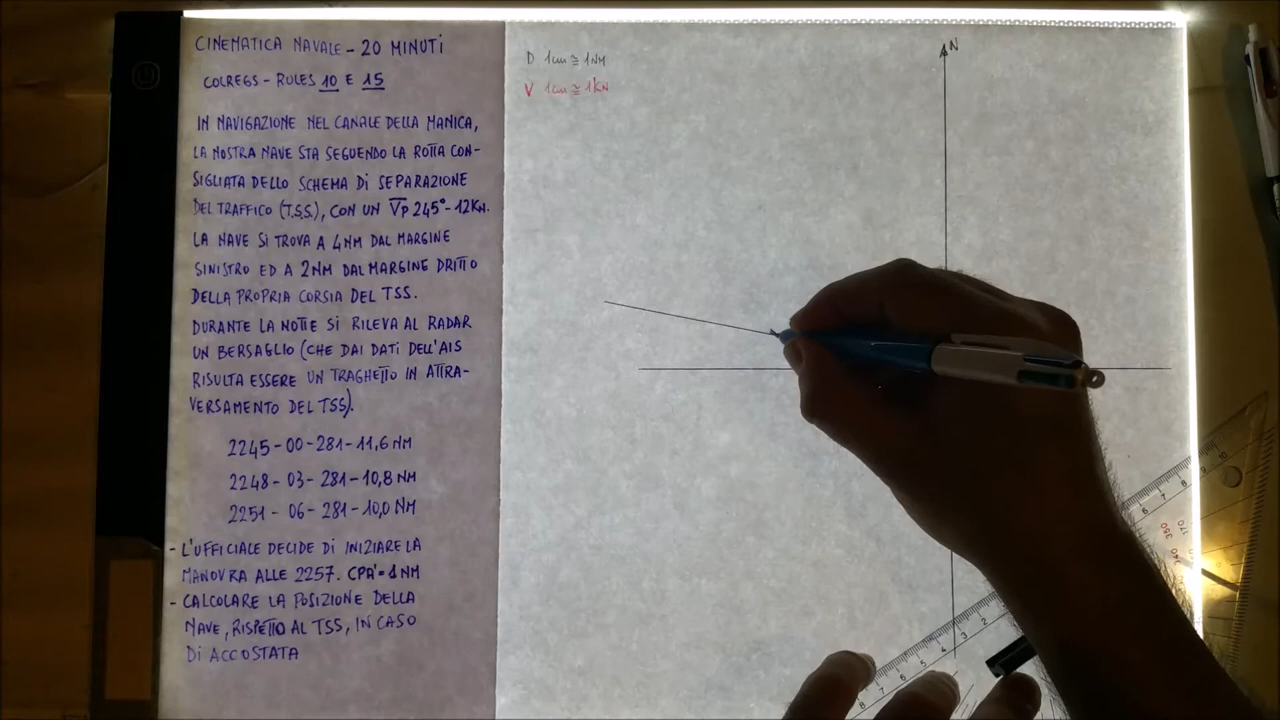 CINEMATICA NAVALE - 20 MINUTI
COLREGS - RULES 10 E 15
IN NAVIGAZIONE NEL CANALE DELLA MANICA,
LA NOSTRA NAVE STA SEGUENDO LA ROTTA CON-
SIGLIATA DELLO SCHEMA DI SEPARAZIONE
DEL TRAFFICO (T.S.S.), CON UN Vp 245° - 12KN.
LA NAVE SI TROVA A 4NM DAL MARGINE
SINISTRO ED A 2NM DAL MARGINE DRITTO
DELLA PROPRIA CORSIA DEL TSS.
DURANTE LA NOTTE SI RILEVA AL RADAR
UN BERSAGLIO (CHE DAI DATI DELL'AIS
RISULTA ESSERE UN TRAGHETTO IN ATTRA-
VERSAMENTO DEL TSS).
2245 - 00 - 281 - 11,6 NM
2248 - 03 - 281 - 10,8 NM
2251 - 06 - 281 - 10,0 NM
- L'UFFICIALE DECIDE DI INIZIARE LA
MANOVRA ALLE 2257. CPA' = 1 NM
- CALCOLARE LA POSIZIONE DELLA
NAVE, RISPETTO AL TSS, IN CASO
DI ACCOSTATA
D 1cm ≅ 1NM
V 1cm ≅ 1KN
N